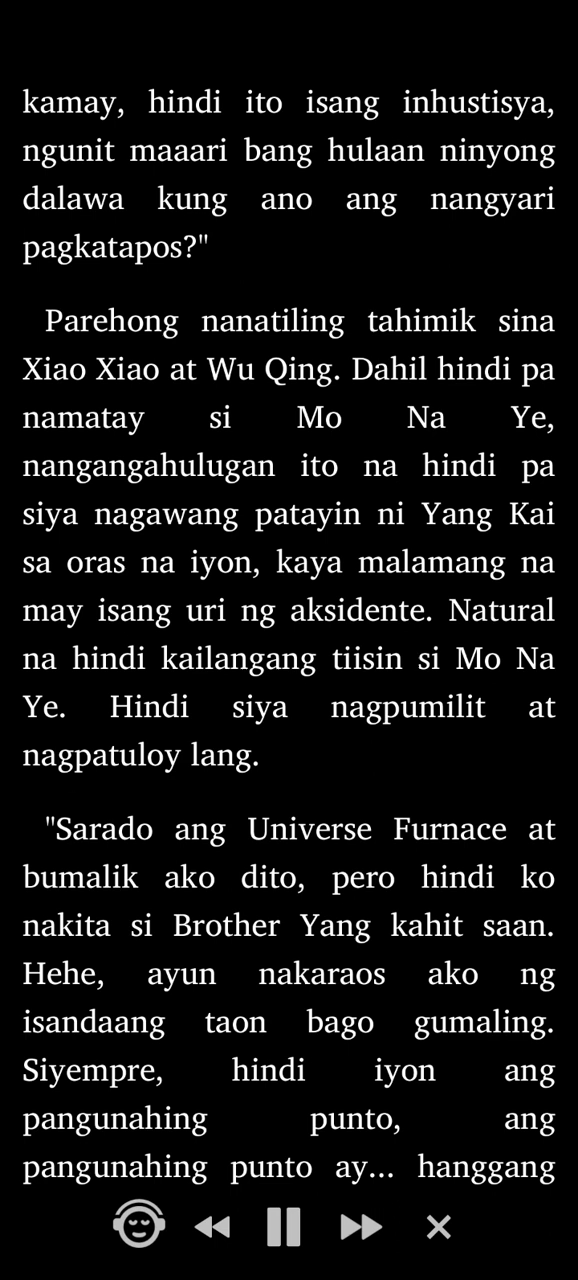 kamay, hindi ito isang inhustisya,
ngunit maaari bang hulaan ninyong
dalawa kung ano ang nangyari
pagkatapos?"
Parehong nanatiling tahimik sina
Xiao Xiao at Wu Qing. Dahil hindi pa
namatay si Mo Na Ye,
nangangahulugan ito na hindi pa
siya nagawang patayin ni Yang Kai
sa oras na iyon, kaya malamang na
may isang uri ng aksidente. Natural
na hindi kailangang tiisin si Mo Na
Ye. Hindi siya nagpumilit at
nagpatuloy lang.
"Sarado ang Universe Furnace at
bumalik ako dito, pero hindi ko
nakita si Brother Yang kahit saan.
Hehe, ayun nakaraos ako ng
isandaang taon bago gumaling.
Siyempre, hindi iyon ang
pangunahing punto, ang
pangunahing punto ay... hanggang